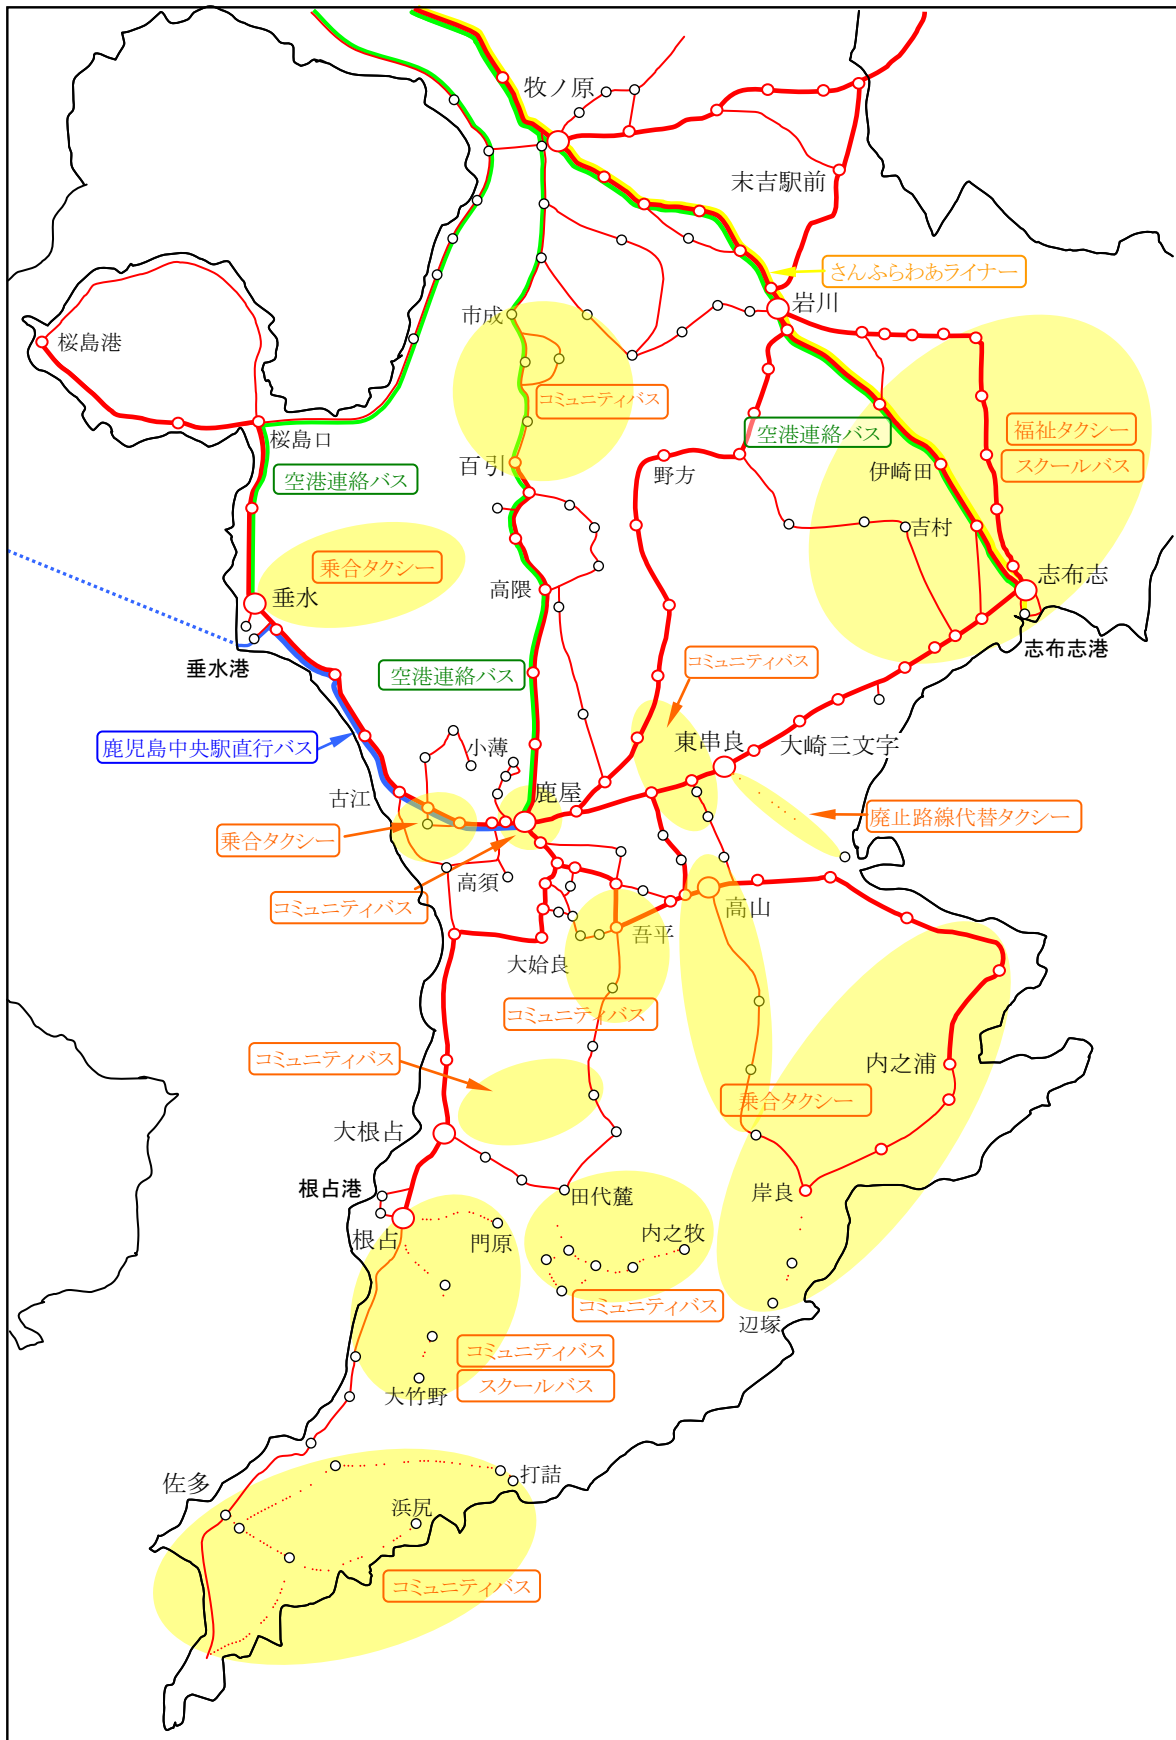 牧ノ原
末吉駅前
さんふらわあライナー
岩川
市成
桜島港
コミュニティバス
福祉タクシー
空港連絡バス
桜島口
スクールバス
百引
野方
伊崎田
空港連絡バス
吉村
乗合タクシー
志布志
高隈
垂水
志布志港
垂水港
コミュニティバス
空港連絡バス
東串良
大崎三文字
鹿児島中央駅直行バス
小薄
鹿屋
古江
廃止路線代替タクシー
乗合タクシー
高須
コミュニティバス
高山
吾平
大姶良
コミュニティバス
コミュニティバス
内之浦
乗合タクシー
大根占
根占港
田代麓
岸良
根占
門原
内之牧
コミュニティバス
辺塚
コミュニティバス
スクールバス
大竹野
佐多
打詰
浜尻
コミュニティバス